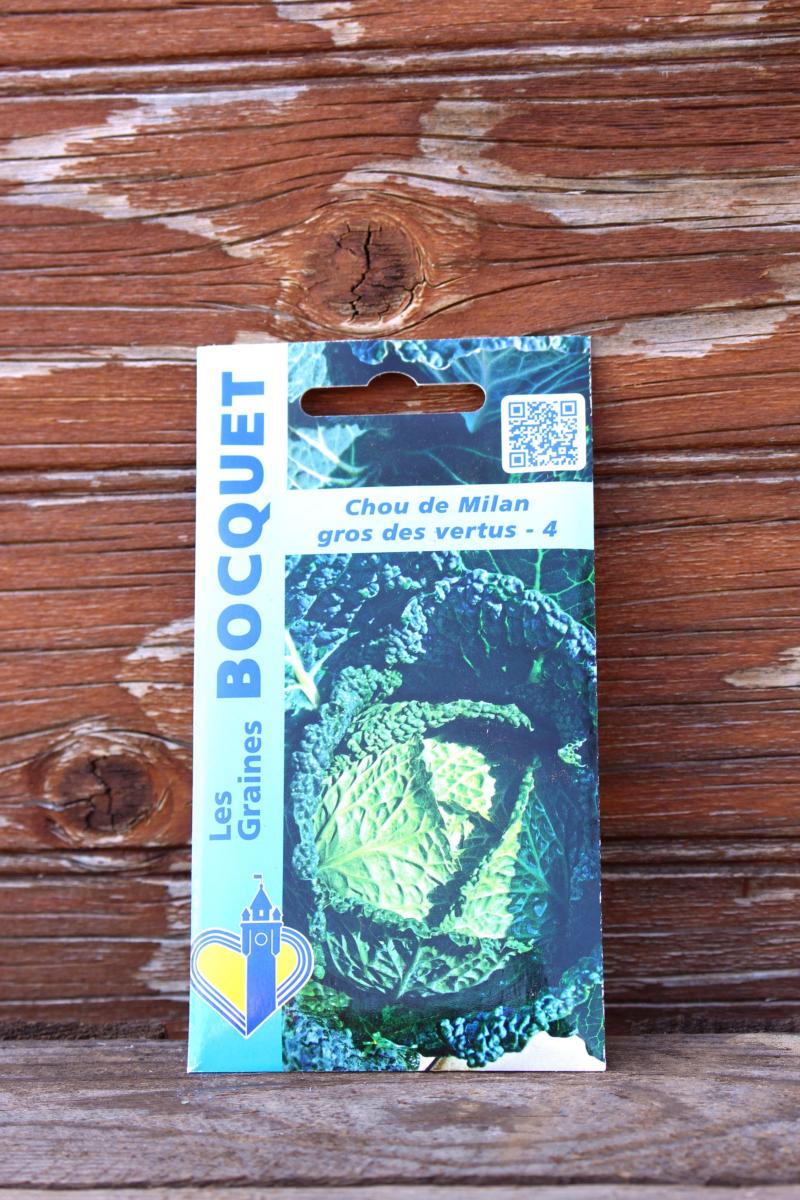 Les
Graines
BOCQUET
Chou de Milan
gros des vertus - 4